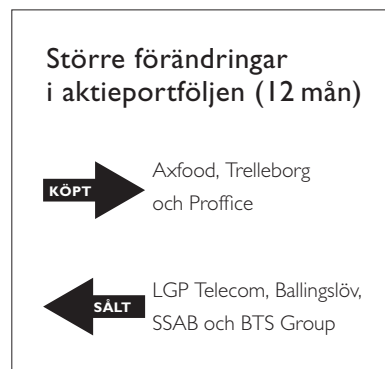 Större förändringar
i aktieportföljen (12 mån)
KÖPT
Axfood, Trelleborg
och Proffice
SÅLT
LGP Telecom, Ballingslöv,
SSAB och BTS Group